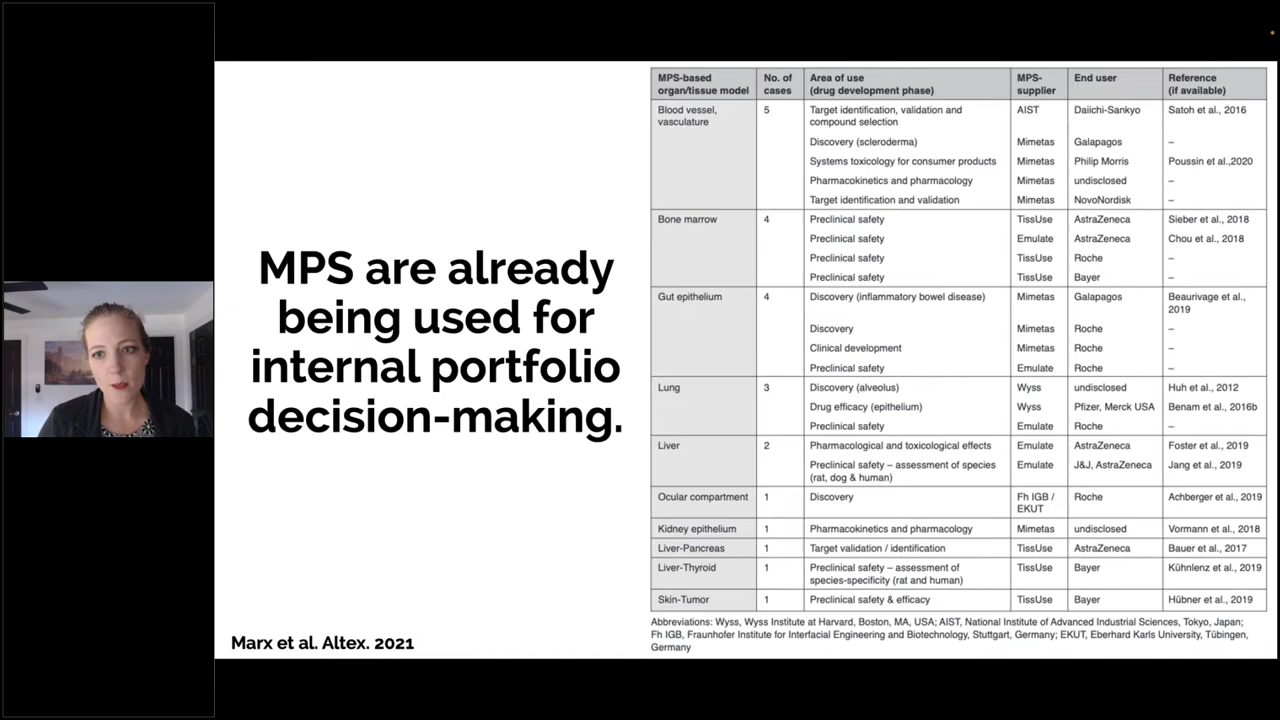 MPS are already
being used for
internal portfolio
decision-making.
Marx et al. Altex. 2021
MPS-based organ/tissue model No. of cases Area of use (drug development phase) MPS-supplier End user Reference (if available)
Blood vessel, vasculature 5 Target identification, validation and compound selection AIST Daiichi-Sankyo Satoh et al., 2016
Discovery (scleroderma) Mimetas Galapagos –
Systems toxicology for consumer products Mimetas Philip Morris Poussin et al.,2020
Pharmacokinetics and pharmacology Mimetas undisclosed –
Target identification and validation Mimetas NovoNordisk –
Bone marrow 4 Preclinical safety TissUse AstraZeneca Sieber et al., 2018
Preclinical safety Emulate AstraZeneca Chou et al., 2018
Preclinical safety TissUse Roche –
Preclinical safety TissUse Bayer –
Gut epithelium 4 Discovery (inflammatory bowel disease) Mimetas Galapagos Beaurivage et al., 2019
Discovery Mimetas Roche –
Clinical development Mimetas Roche –
Preclinical safety Emulate Roche –
Lung 3 Discovery (alveolus) Wyss undisclosed Huh et al., 2012
Drug efficacy (epithelium) Wyss Pfizer, Merck USA Benam et al., 2016b
Preclinical safety Emulate Roche –
Liver 2 Pharmacological and toxicological effects Emulate AstraZeneca Foster et al., 2019
Preclinical safety – assessment of species (rat, dog & human) Emulate J&J, AstraZeneca Jang et al., 2019
Ocular compartment 1 Discovery Fh IGB / EKUT Roche Achberger et al., 2019
Kidney epithelium 1 Pharmacokinetics and pharmacology Mimetas undisclosed Vormann et al., 2018
Liver-Pancreas 1 Target validation / identification TissUse AstraZeneca Bauer et al., 2017
Liver-Thyroid 1 Preclinical safety – assessment of species-specificity (rat and human) TissUse Bayer Kühnlenz et al., 2019
Skin-Tumor 1 Preclinical safety & efficacy TissUse Bayer Hübner et al., 2019
Abbreviations: Wyss, Wyss Institute at Harvard, Boston, MA, USA; AIST, National Institute of Advanced Industrial Sciences, Tokyo, Japan;
Fh IGB, Fraunhofer Institute for Interfacial Engineering and Biotechnology, Stuttgart, Germany; EKUT, Eberhard Karls University, Tübingen,
Germany